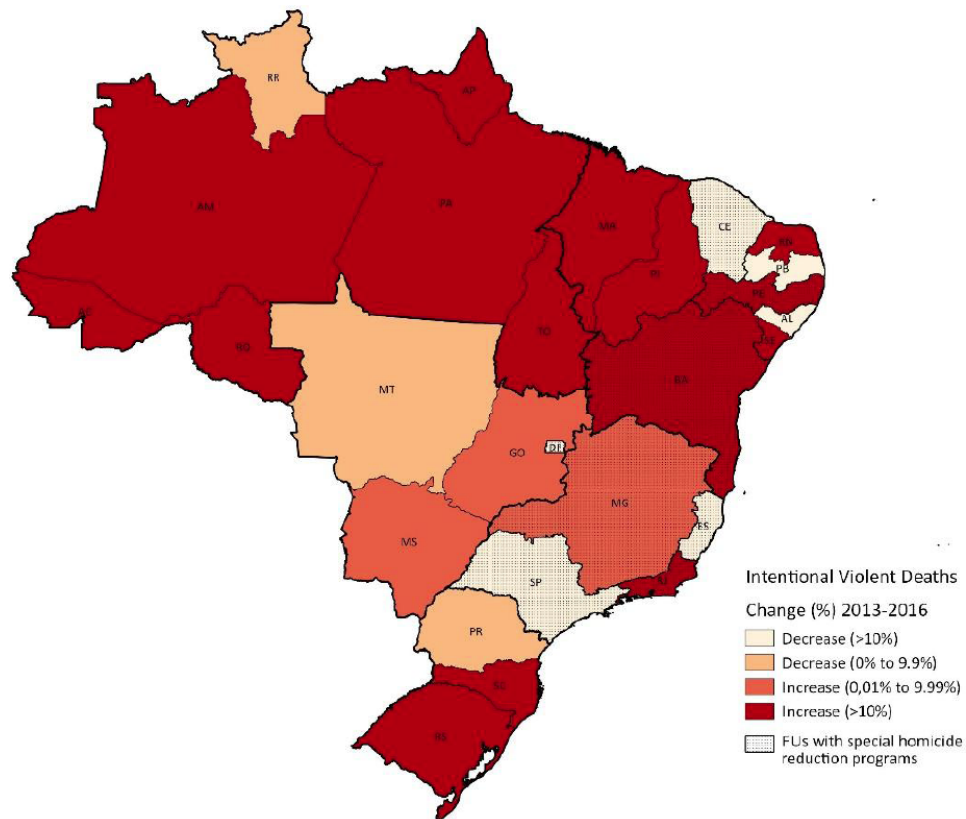 RR
AP
AM
PA
MA
CE
RN
PB
PI
PE
AC
AL
TO
SE
RO
BA
MT
GO
DF
MG
ES
MS
SP
RJ
PR
SC
RS
Intentional Violent Deaths
Change (%) 2013-2016
Decrease (>10%)
Decrease (0% to 9.9%)
Increase (0,01% to 9.99%)
Increase (>10%)
FUs with special homicide
reduction programs